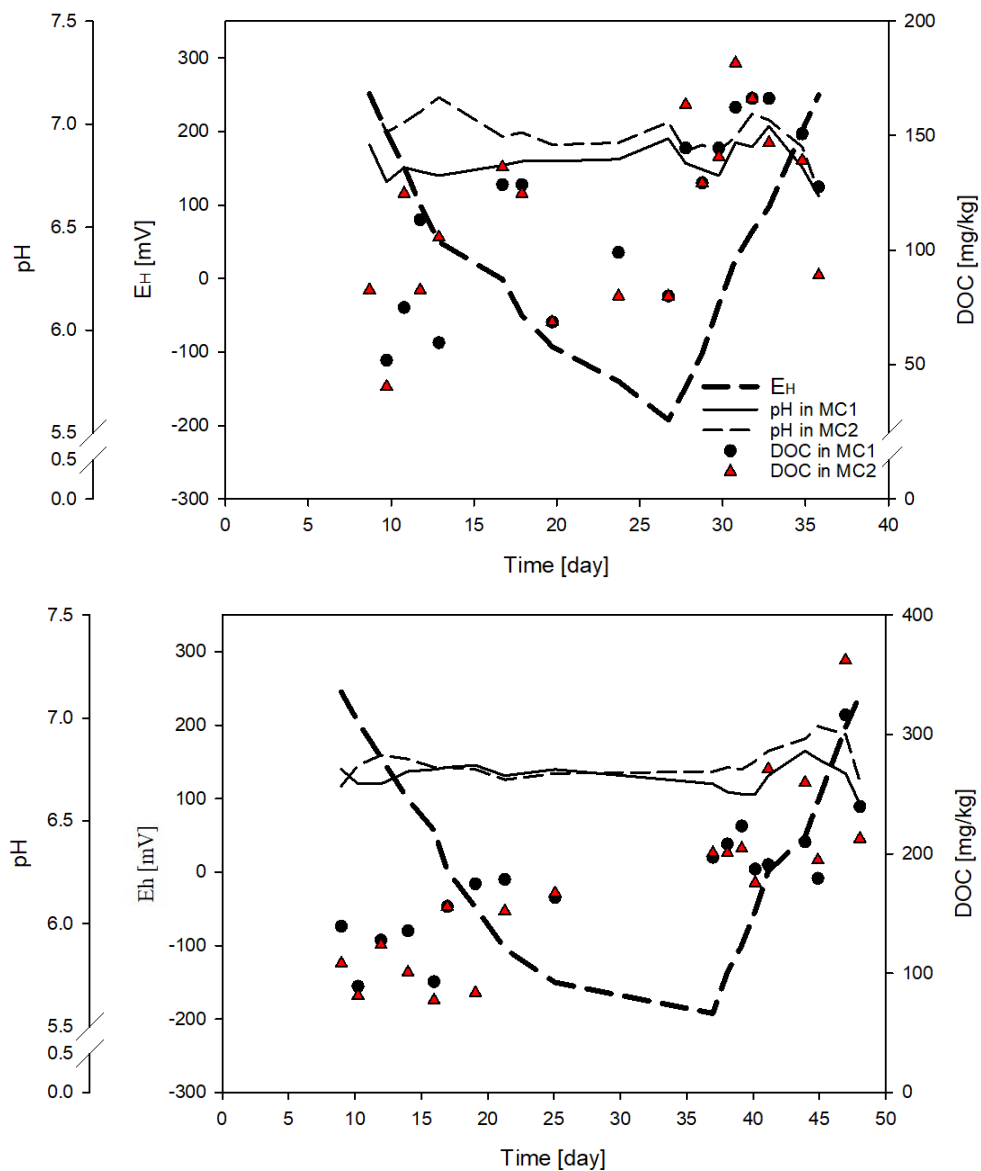 7.5
7.0
6.5
6.0
5.5
0.5
0.0
pH
300
200
100
0
-100
-200
-300
EH [mV]
200
150
100
50
0
DOC [mg/kg]
EH
pH in MC1
pH in MC2
DOC in MC1
DOC in MC2
0 5 10 15 20 25 30 35 40
Time [day]
7.5
7.0
6.5
6.0
5.5
0.5
0.0
pH
300
200
100
0
-100
-200
-300
Eh [mV]
400
300
200
100
0
DOC [mg/kg]
0 5 10 15 20 25 30 35 40 45 50
Time [day]